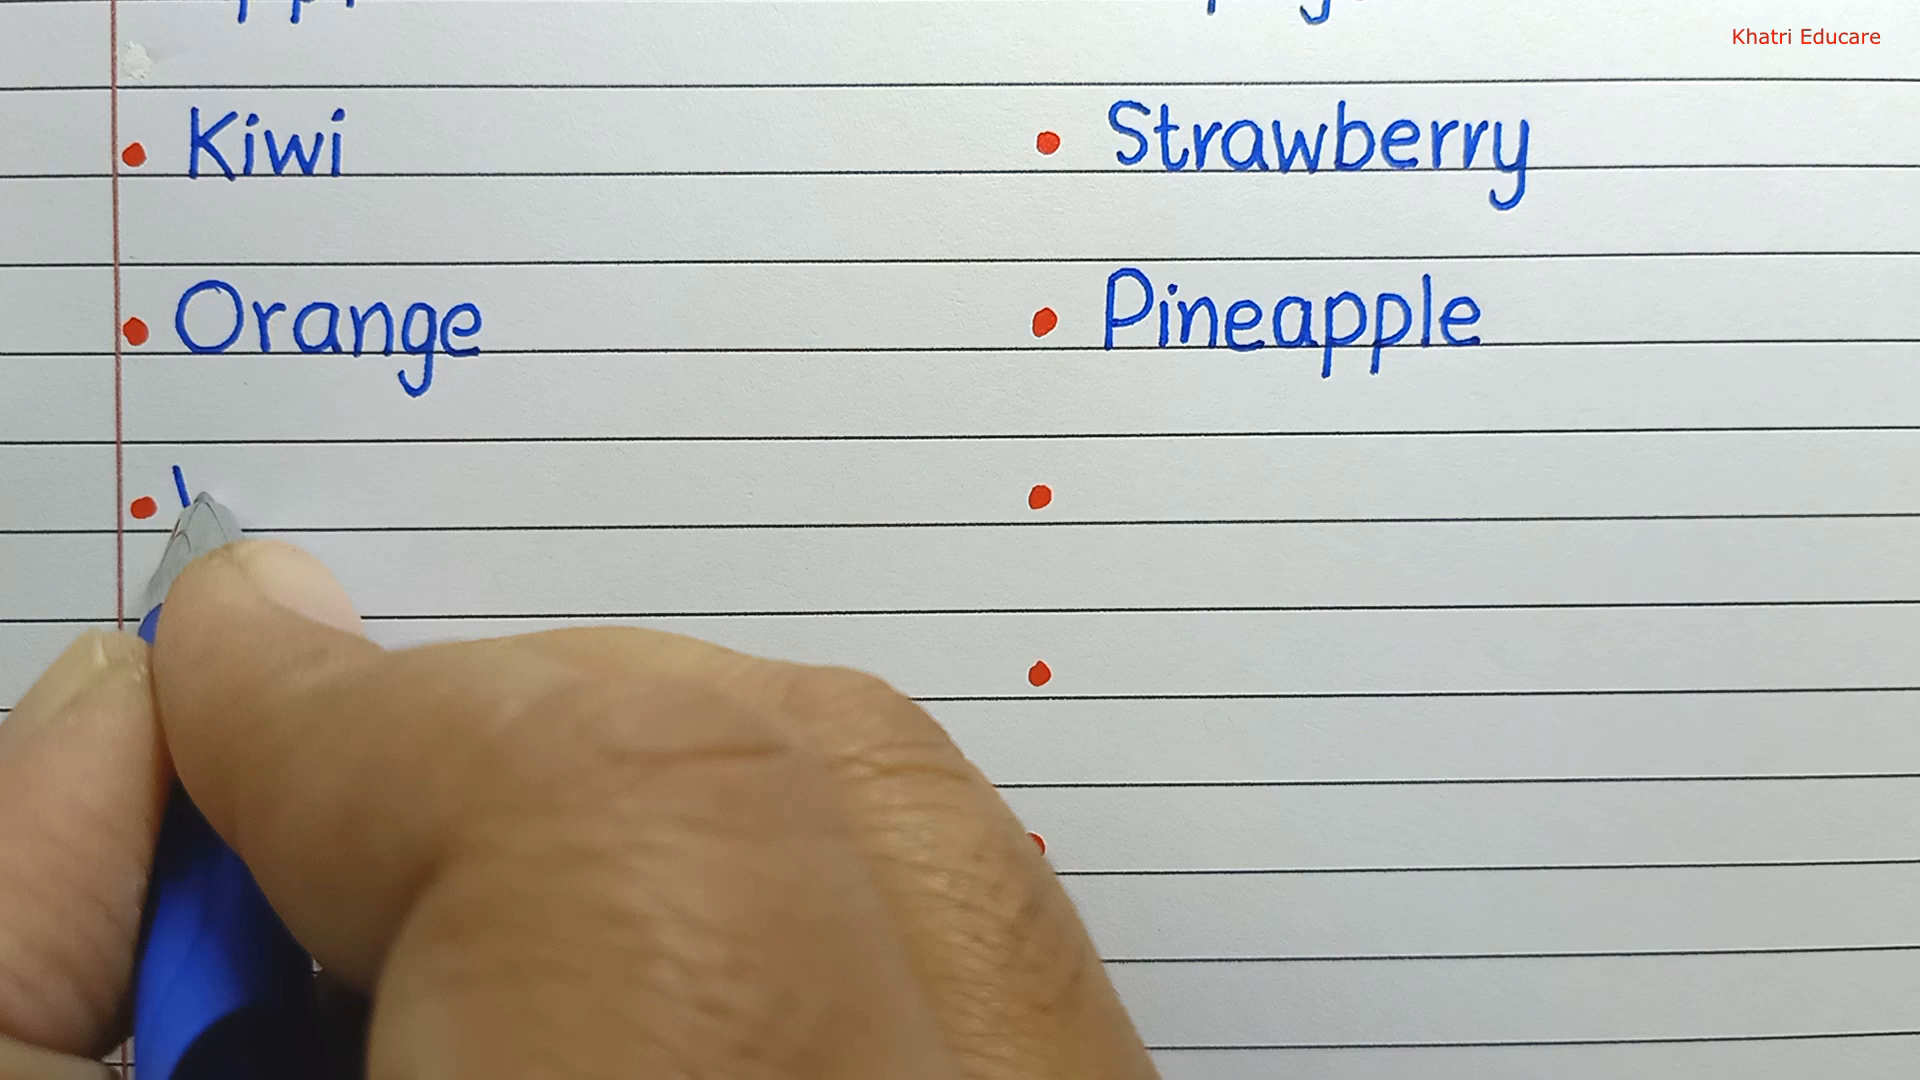 Khatri Educare
Kiwi
Strawberry
Orange
Pineapple